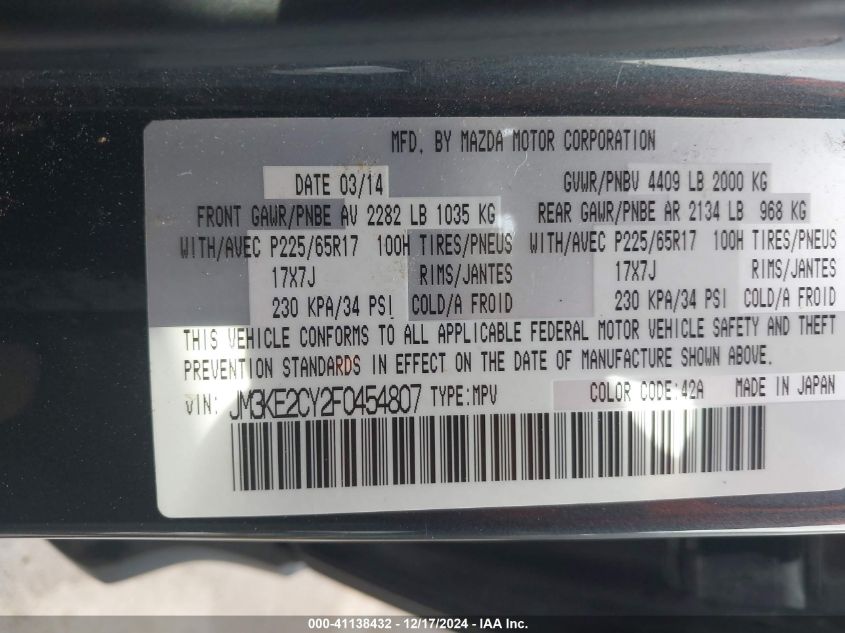 MFD. BY MAZDA MOTOR CORPORATION
DATE 03/14 GVWR/PNBV 4409 LB 2000 KG
FRONT GAWR/PNBE AV 2282 LB 1035 KG REAR GAWR/PNBE AR 2134 LB 968 KG
WITH/AVEC P225/65R17 100H TIRES/PNEUS WITH/AVEC P225/65R17 100H TIRES/PNEUS
17X7J RIMS/JANTES 17X7J RIMS/JANTES
230 KPA/34 PSI COLD/A FROID 230 KPA/34 PSI COLD/A FROID
THIS VEHICLE CONFORMS TO ALL APPLICABLE FEDERAL MOTOR VEHICLE SAFETY AND THEFT
PREVENTION STANDARDS IN EFFECT ON THE DATE OF MANUFACTURE SHOWN ABOVE.
VIN: JM3KE2CY2F0454807 TYPE:MPV COLOR CODE:42A MADE IN JAPAN
000-41138432 - 12/17/2024 - IAA Inc.